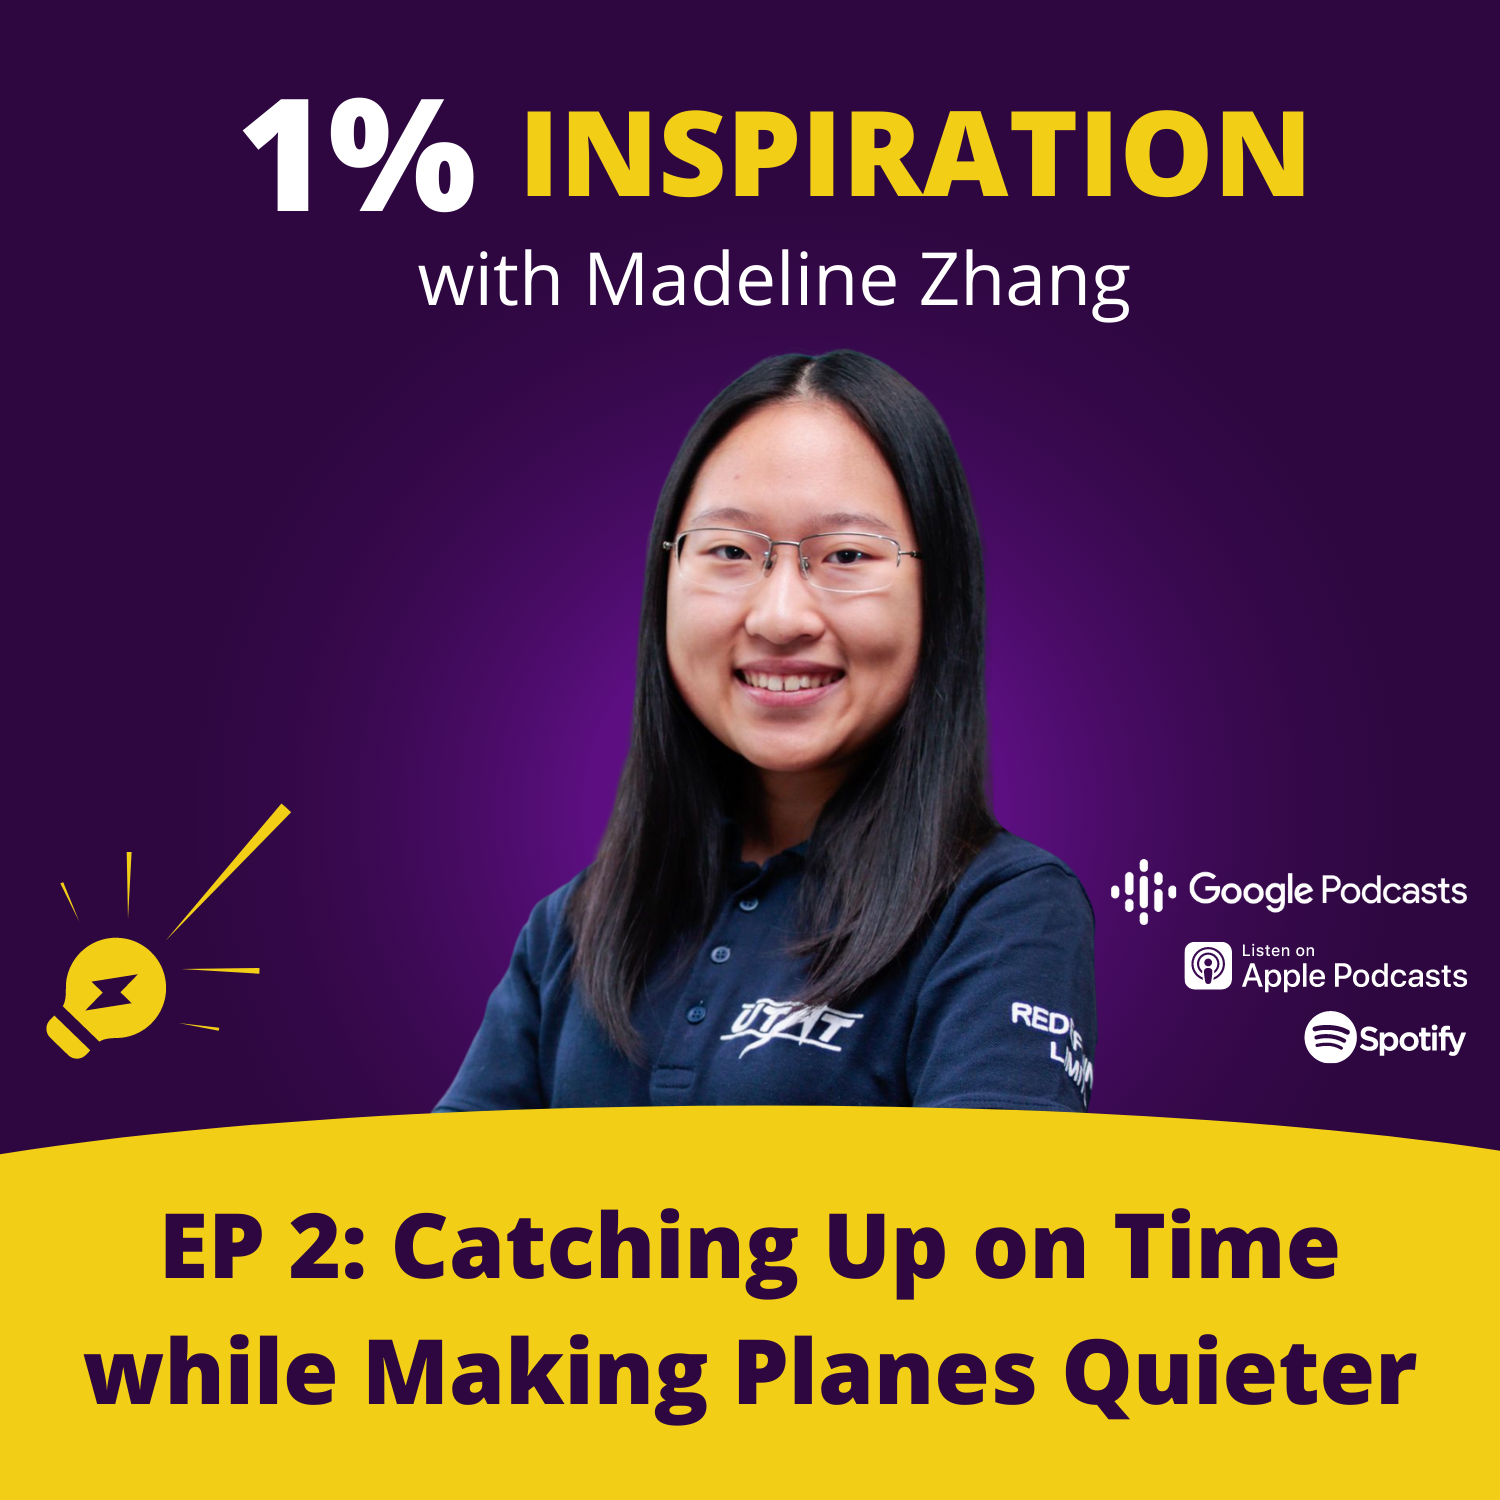 1% INSPIRATION
with Madeline Zhang
Google Podcasts
Listen on
Apple Podcasts
Spotify
UTAT
EP 2: Catching Up on Time
while Making Planes Quieter